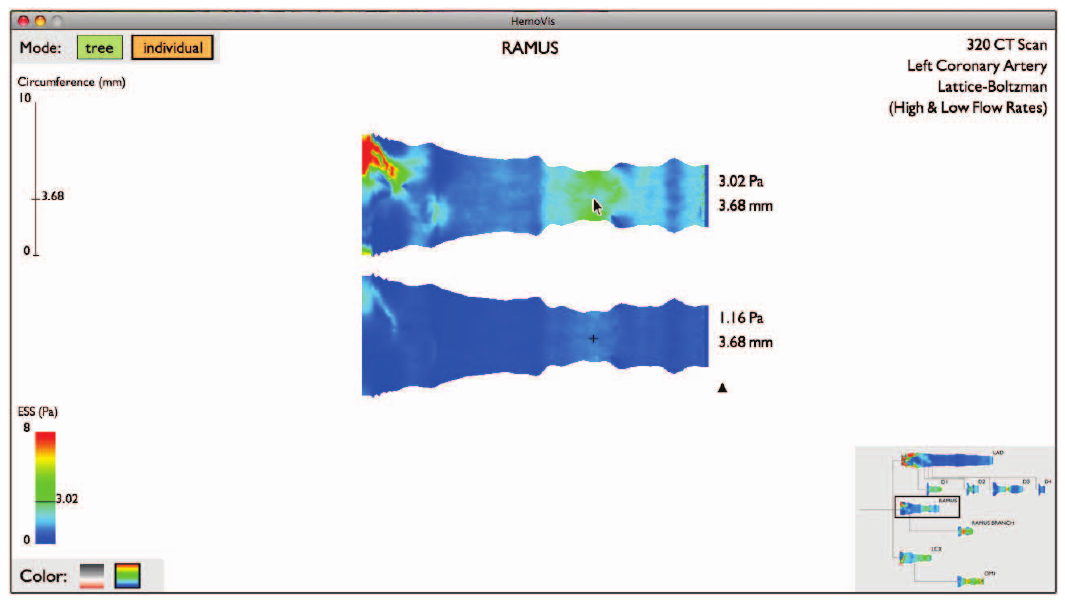 HemoVis
Mode: tree individual
RAMUS
320 CT Scan
Left Coronary Artery
Lattice-Boltzman
(High & Low Flow Rates)
Circumference (mm)
10
3.68
0
3.02 Pa
3.68 mm
1.16 Pa
3.68 mm
ESS (Pa)
8
3.02
0
Color:
LAD
D1
D2
D3
D4
RAMUS
RAMUS BRANCH
LCX
OM1